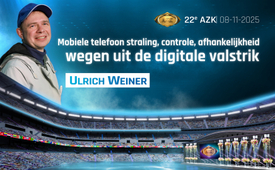 22ᵉ AZK | 08-11-2025
Mobiele telefoon straling, controle, afhankelijkheid
wegen uit de digitale valstrik
ULRICH WEINER